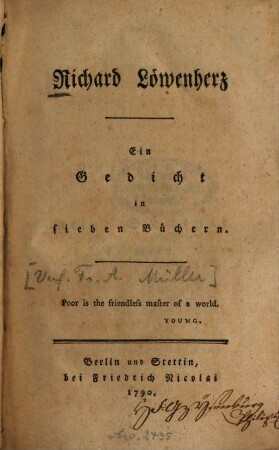 Richard Löwenherz
Ein
Gedicht
in
sieben Büchern.
[Verf. Fr. A. Müller]
Poor is the friendleſs maſter of a world.
YOUNG.
Berlin und Stettin,
bei Friedrich Nicolai
1790.